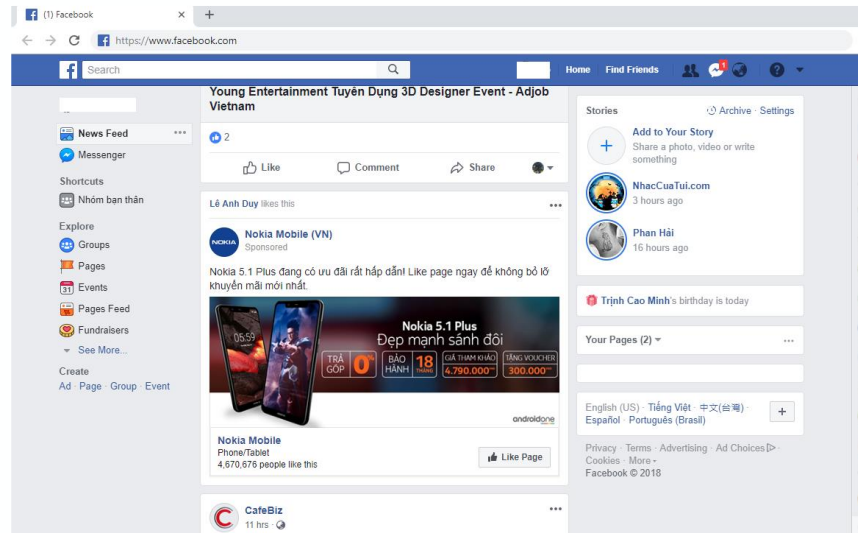 (1) Facebook
https://www.facebook.com
Search
Home Find Friends
1
News Feed
Messenger
Shortcuts
Nhóm bạn thân
Explore
Groups
Pages
31 Events
Pages Feed
Fundraisers
See More...
Create
Ad · Page · Group · Event
Young Entertainment Tuyển Dụng 3D Designer Event - Adjob
Vietnam
2
Like Comment Share
Lê Anh Duy likes this
NOKIA
Nokia Mobile (VN)
Sponsored
Nokia 5.1 Plus đang có ưu đãi rất hấp dẫn! Like page ngay để không bỏ lỡ
khuyến mãi mới nhất.
05:59
Nokia 5.1 Plus
Đẹp mạnh sánh đôi
TRẢ GÓP 0%
BẢO HÀNH 18 THÁNG
GIÁ THAM KHẢO 4.790.000
TẶNG VOUCHER 300.000
androidone
Nokia Mobile
Phone/Tablet
4,670,676 people like this
Like Page
CafeBiz
11 hrs ·
Stories
Archive · Settings
Add to Your Story
Share a photo, video or write
something
NhacCuaTui.com
3 hours ago
Phan Hải
16 hours ago
Trịnh Cao Minh's birthday is today
Your Pages (2)
English (US) · Tiếng Việt · 中文(台灣) ·
Español · Português (Brasil)
Privacy · Terms · Advertising · Ad Choices ·
Cookies · More
Facebook © 2018